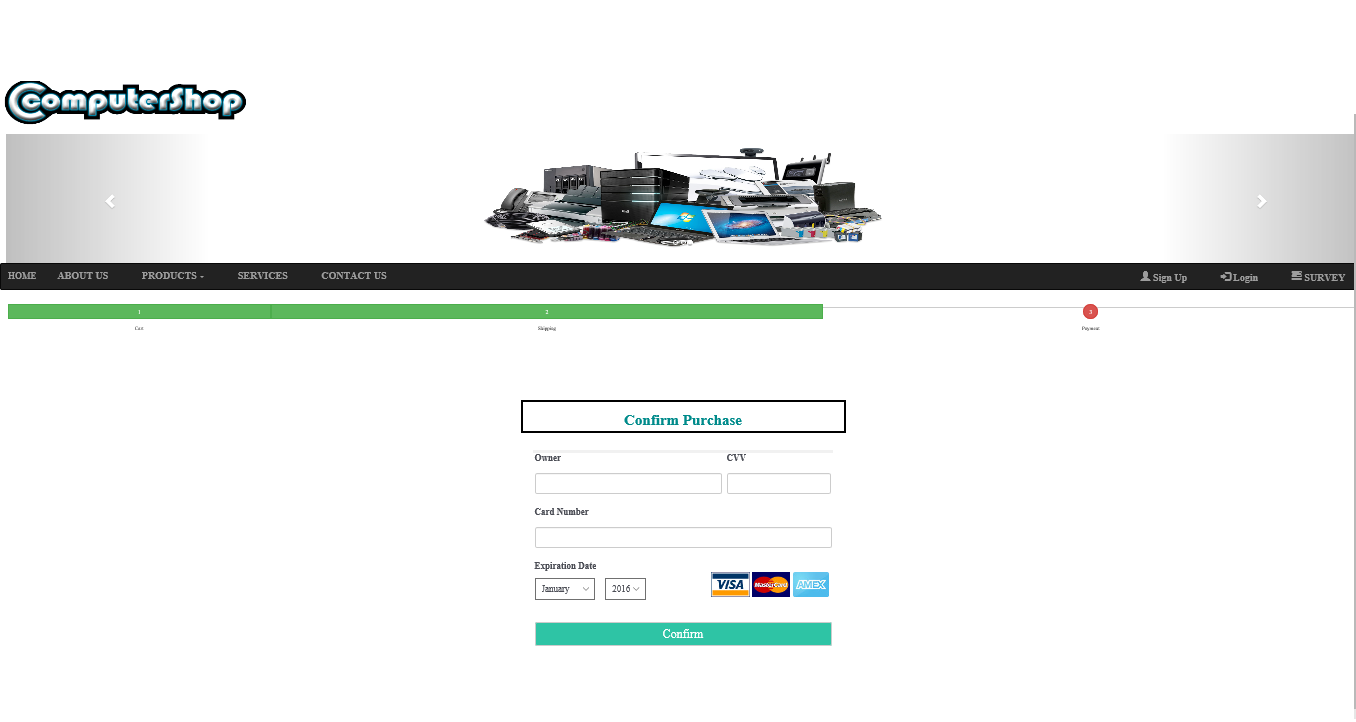 ComputerShop
HOME ABOUT US PRODUCTS SERVICES CONTACT US Sign Up Login SURVEY
1 2 3
Cart Shipping Payment
Confirm Purchase
Owner CVV
Card Number
Expiration Date
January 2016 VISA MasterCard AMEX
Confirm